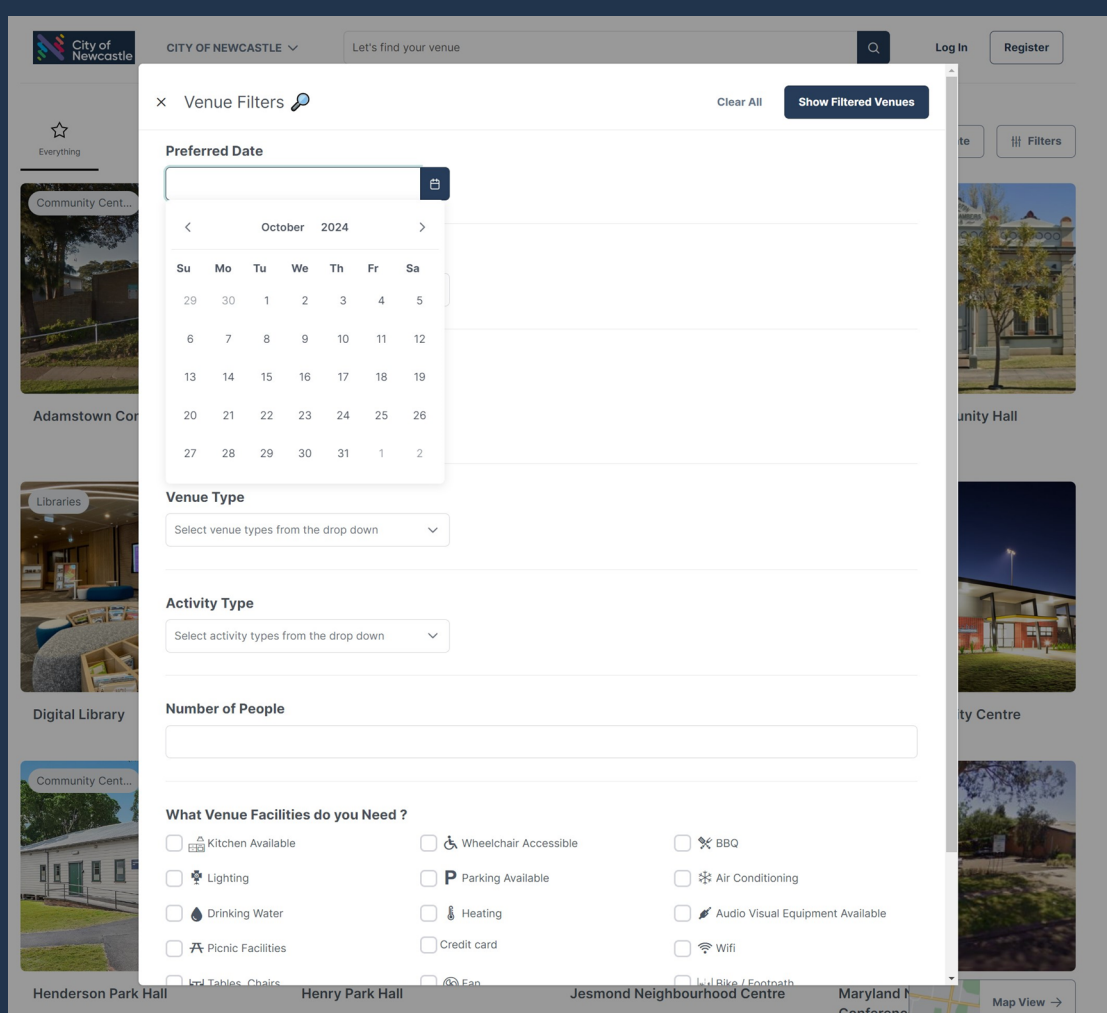 City of
Newcastle
CITY OF NEWCASTLE
Let's find your venue
Log In
Register
Venue Filters
Clear All
Show Filtered Venues
Everything
Filters
Preferred Date
Community Cent...
October 2024
Su Mo Tu We Th Fr Sa
29 30 1 2 3 4 5
6 7 8 9 10 11 12
13 14 15 16 17 18 19
20 21 22 23 24 25 26
27 28 29 30 31 1 2
Adamstown Cor
unity Hall
Libraries
Venue Type
Select venue types from the drop down
Activity Type
Select activity types from the drop down
Digital Library
ty Centre
Number of People
Community Cent...
What Venue Facilities do you Need ?
Kitchen Available
Wheelchair Accessible
BBQ
Lighting
P Parking Available
Air Conditioning
Drinking Water
Heating
Audio Visual Equipment Available
Picnic Facilities
Credit card
Wifi
Tables, Chairs
Fan
Bike / Footpath
Henderson Park Hall
Henry Park Hall
Jesmond Neighbourhood Centre
Maryland
Map View →